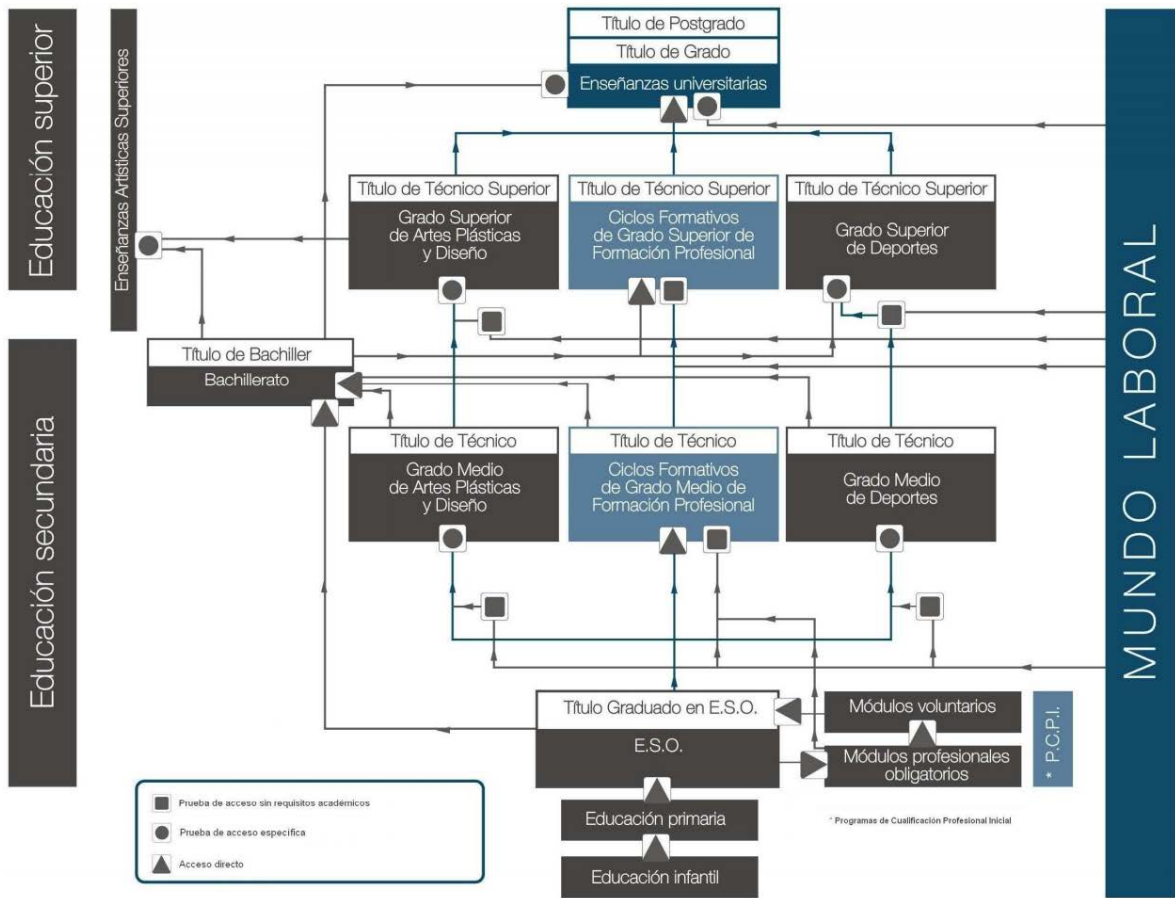 Educación superior
Enseñanzas Artísticas Superiores
Título de Postgrado
Título de Grado
Enseñanzas universitarias
Título de Técnico Superior
Grado Superior
de Artes Plásticas
y Diseño
Título de Técnico Superior
Ciclos Formativos
de Grado Superior de
Formación Profesional
Título de Técnico Superior
Grado Superior
de Deportes
MUNDO LABORAL
Educación secundaria
Título de Bachiller
Bachillerato
Título de Técnico
Grado Medio
de Artes Plásticas
y Diseño
Título de Técnico
Ciclos Formativos
de Grado Medio de
Formación Profesional
Título de Técnico
Grado Medio
de Deportes
Título Graduado en E.S.O.
E.S.O.
Módulos voluntarios
Módulos profesionales
obligatorios
* P.C.P.I.
Educación primaria
Educación infantil
* Programas de Cualificación Profesional Inicial
Prueba de acceso sin requisitos académicos
Prueba de acceso específica
Acceso directo